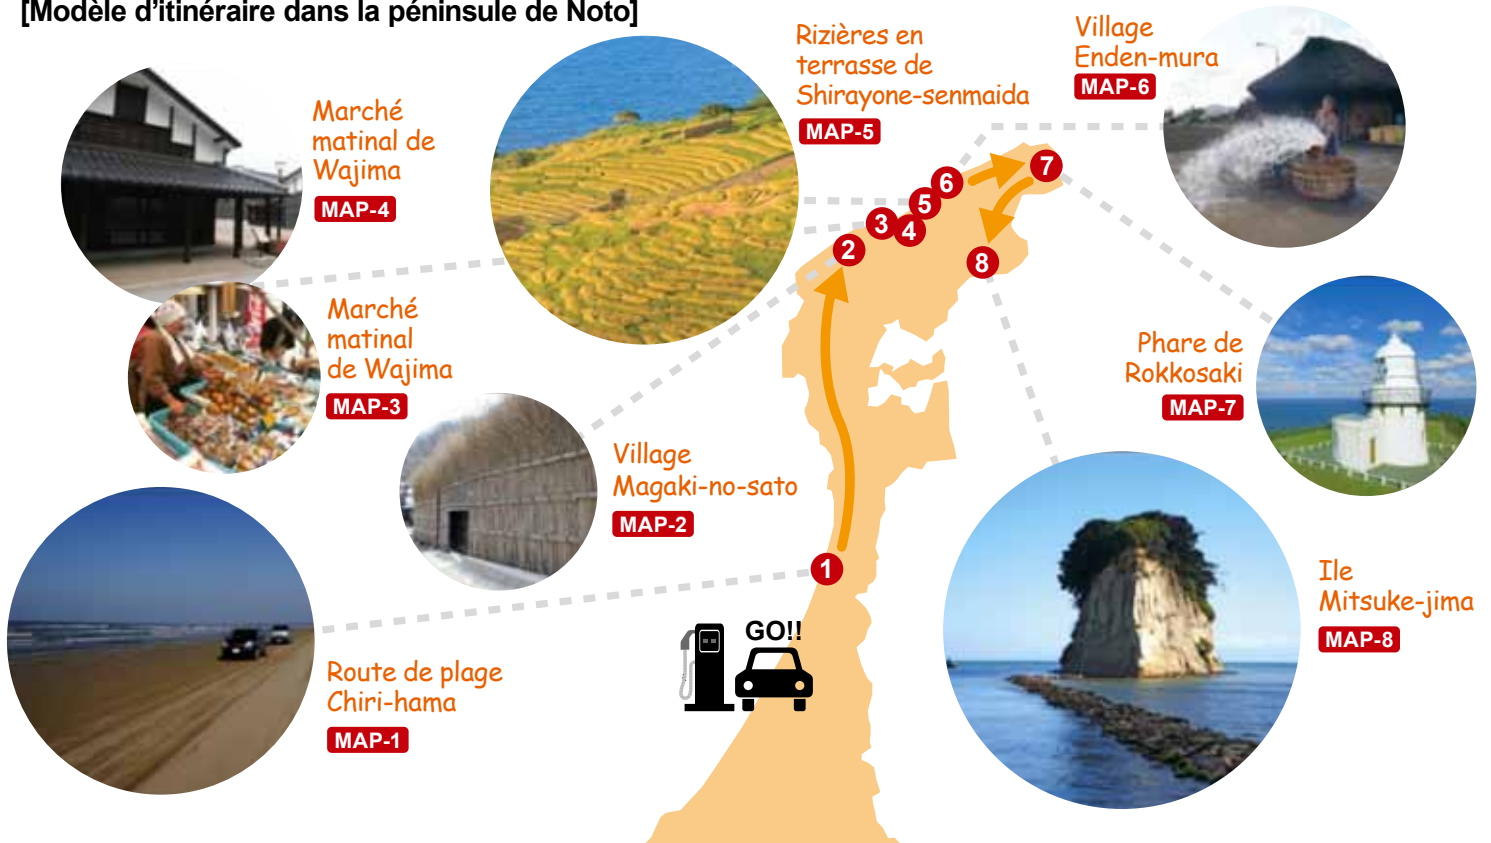 [Modèle d'itinéraire dans la péninsule de Noto]
Marché
matinal de
Wajima
MAP-4
Rizières en
terrasse de
Shirayone-senmaida
MAP-5
Village
Enden-mura
MAP-6
Marché
matinal
de Wajima
MAP-3
Village
Magaki-no-sato
MAP-2
Phare de
Rokkosaki
MAP-7
Route de plage
Chiri-hama
MAP-1
Ile
Mitsuke-jima
MAP-8
GO!!
1
2
3
4
5
6
7
8